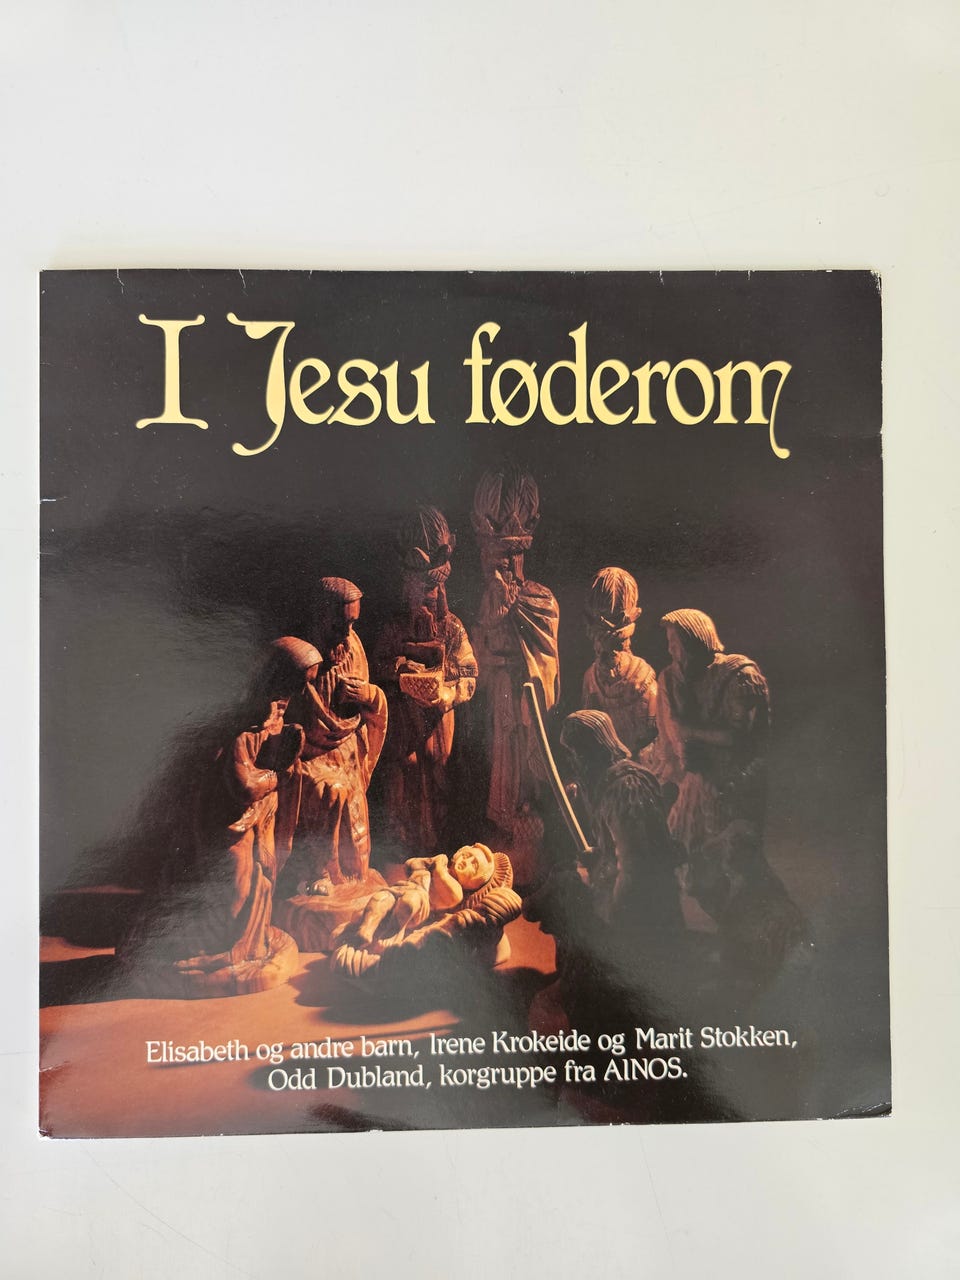 I Jesu føderom
Elisabeth og andre barn, Irene Krokeide og Marit Stokken,
Odd Dubland, korgruppe fra AINOS.